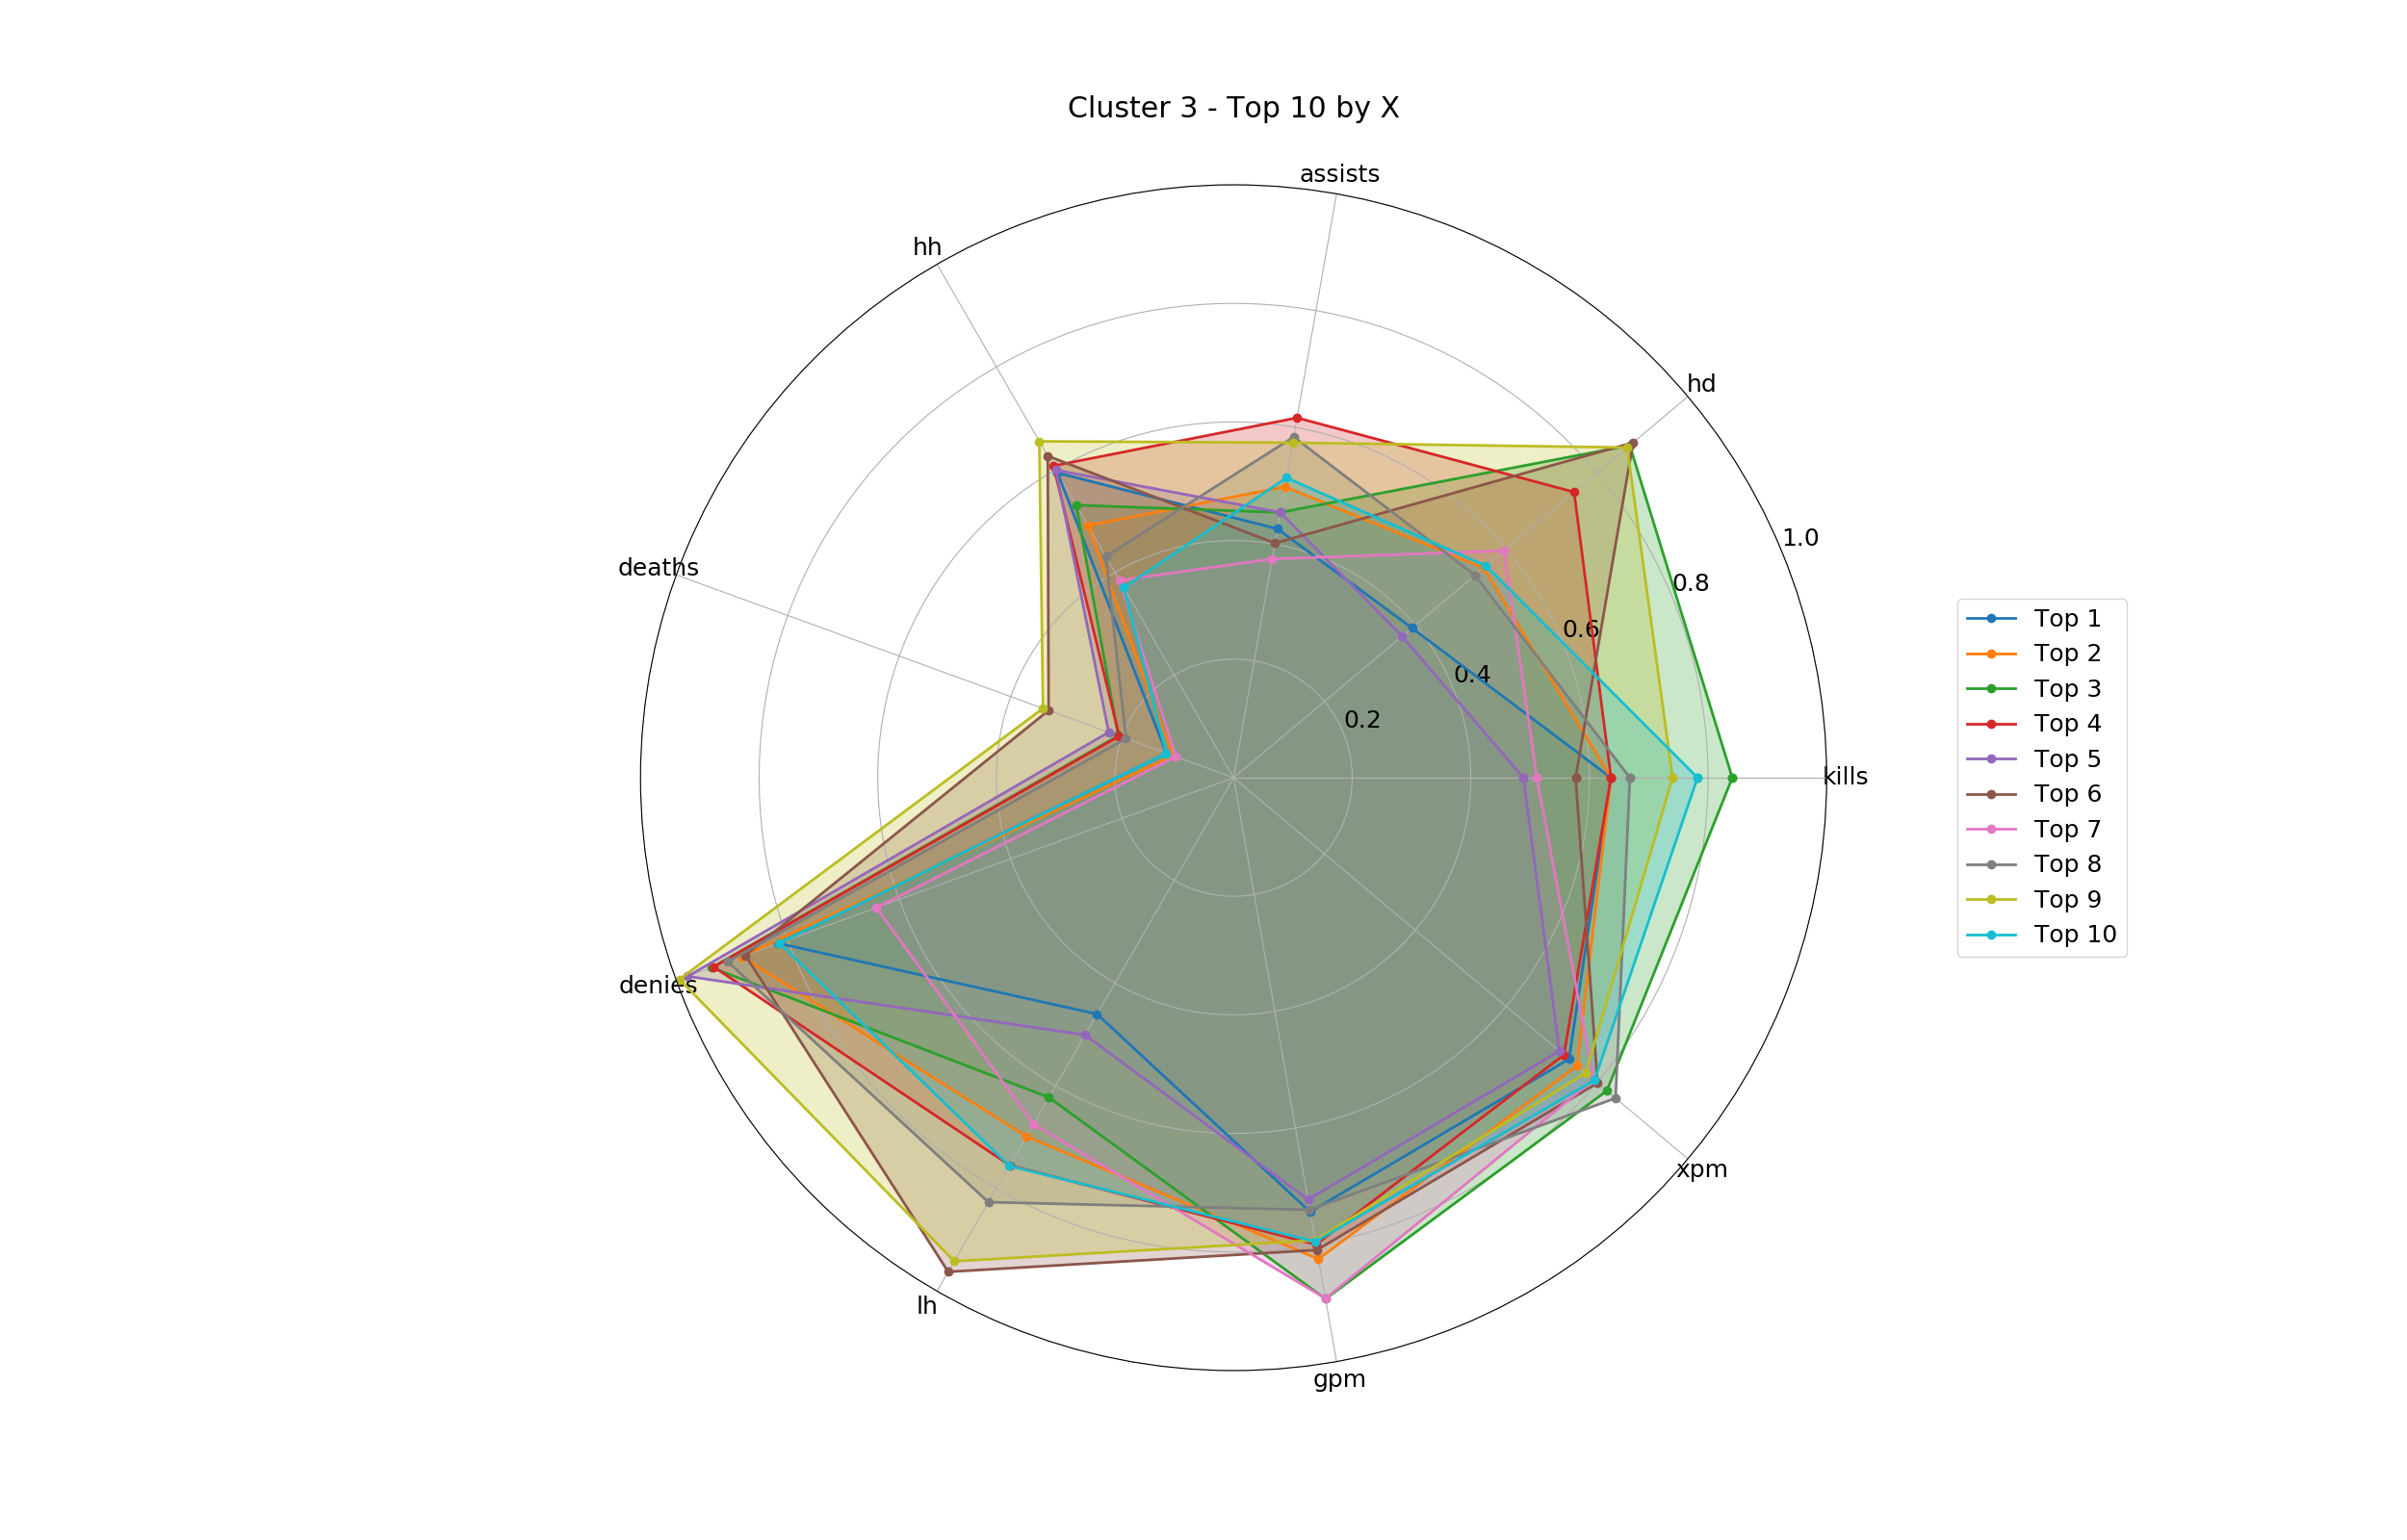 Cluster 3 - Top 10 by X
assists
hh
hd
deaths
1.0
0.8
0.6
0.4
0.2
kills
denies
xpm
lh
gpm
Top 1
Top 2
Top 3
Top 4
Top 5
Top 6
Top 7
Top 8
Top 9
Top 10